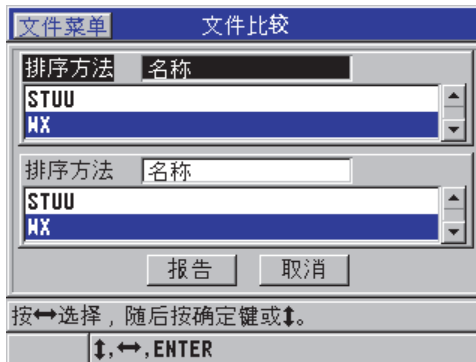 文件菜单 文件比较
排序方法 名称
STUU
WX
排序方法 名称
STUU
WX
报告 取消
按↔选择，随后按确定键或↕。
↕,↔,ENTER